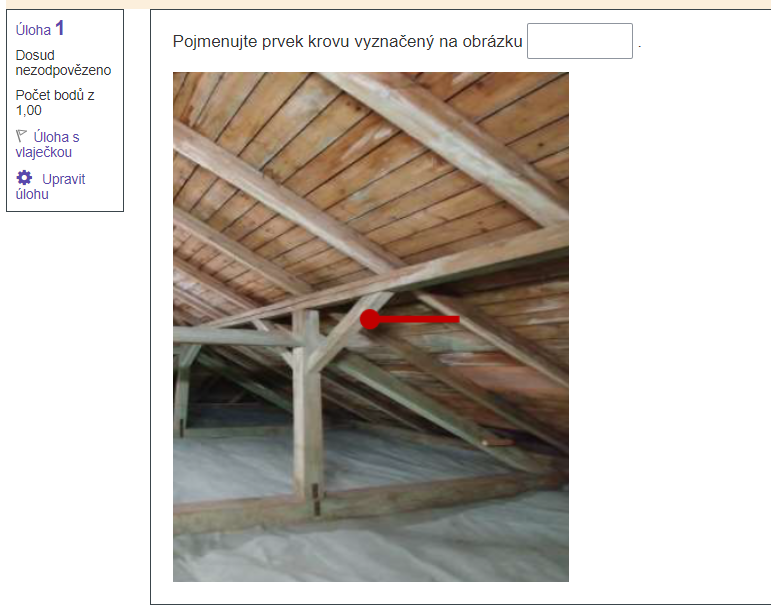 Úloha 1
Dosud
nezodpovězeno
Počet bodů z
1,00
Úloha s
vlaječkou
Upravit
úlohu
Pojmenujte prvek krovu vyznačený na obrázku .